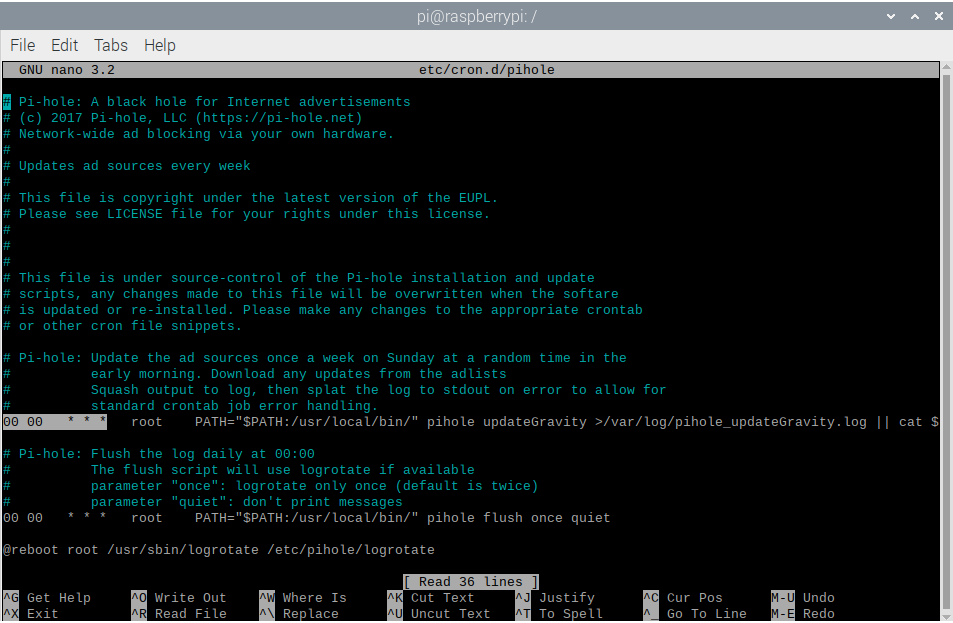 pi@raspberrypi: /
File Edit Tabs Help
GNU nano 3.2 etc/cron.d/pihole
# Pi-hole: A black hole for Internet advertisements
# (c) 2017 Pi-hole, LLC (https://pi-hole.net)
# Network-wide ad blocking via your own hardware.
#
# Updates ad sources every week
#
# This file is copyright under the latest version of the EUPL.
# Please see LICENSE file for your rights under this license.
#
#
#
# This file is under source-control of the Pi-hole installation and update
# scripts, any changes made to this file will be overwritten when the softare
# is updated or re-installed. Please make any changes to the appropriate crontab
# or other cron file snippets.
# Pi-hole: Update the ad sources once a week on Sunday at a random time in the
#          early morning. Download any updates from the adlists
#          Squash output to log, then splat the log to stdout on error to allow for
#          standard crontab job error handling.
00 00   * * *   root    PATH="$PATH:/usr/local/bin/" pihole updateGravity >/var/log/pihole_updateGravity.log || cat $
# Pi-hole: Flush the log daily at 00:00
#          The flush script will use logrotate if available
#          parameter "once": logrotate only once (default is twice)
#          parameter "quiet": don't print messages
00 00   * * *   root    PATH="$PATH:/usr/local/bin/" pihole flush once quiet
@reboot root /usr/sbin/logrotate /etc/pihole/logrotate
[ Read 36 lines ]
^G Get Help ^O Write Out ^W Where Is ^K Cut Text ^J Justify ^C Cur Pos M-U Undo
^X Exit ^R Read File ^\ Replace ^U Uncut Text ^T To Spell ^_ Go To Line M-E Redo